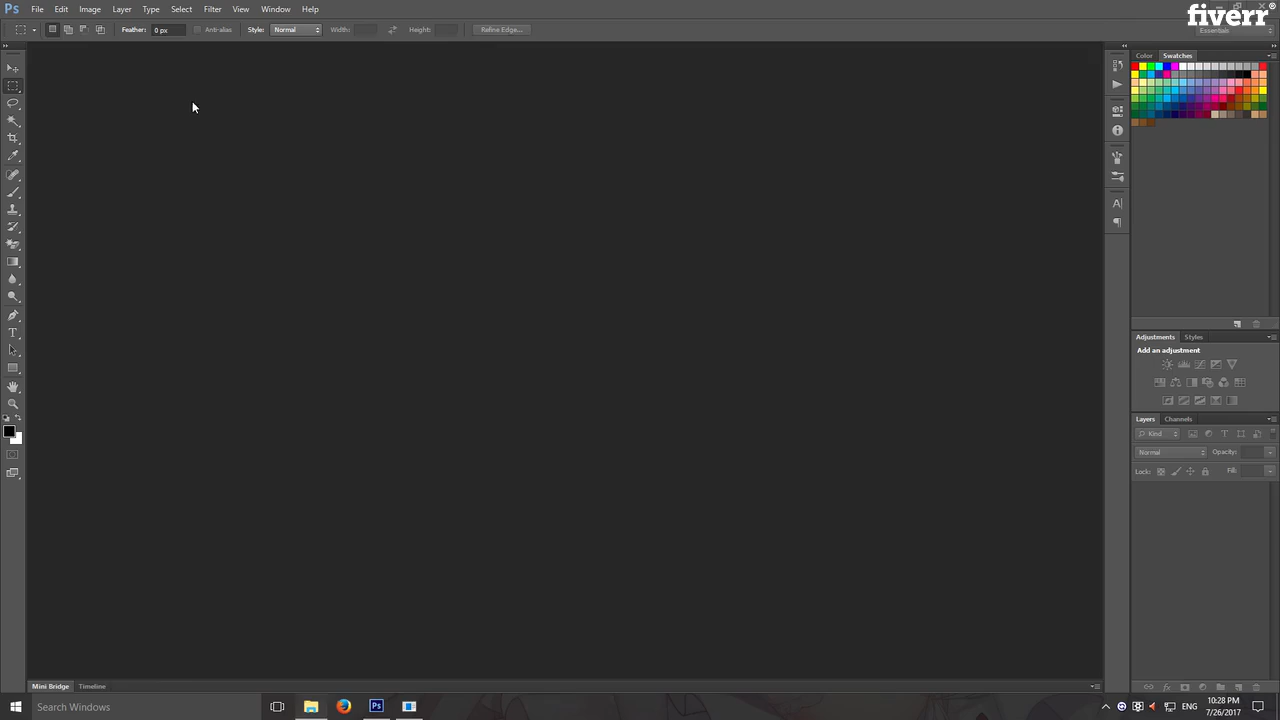 Ps File Edit Image Layer Type Select Filter View Window Help
fiverr®
Feather: 0 px Anti-alias Style: Normal Width: Height: Refine Edge... Essentials
Color Swatches
Adjustments Styles
Add an adjustment
Layers Channels
Kind
Normal Opacity:
Lock: Fill:
Mini Bridge Timeline
Search Windows Ps ENG 10:28 PM
7/26/2017